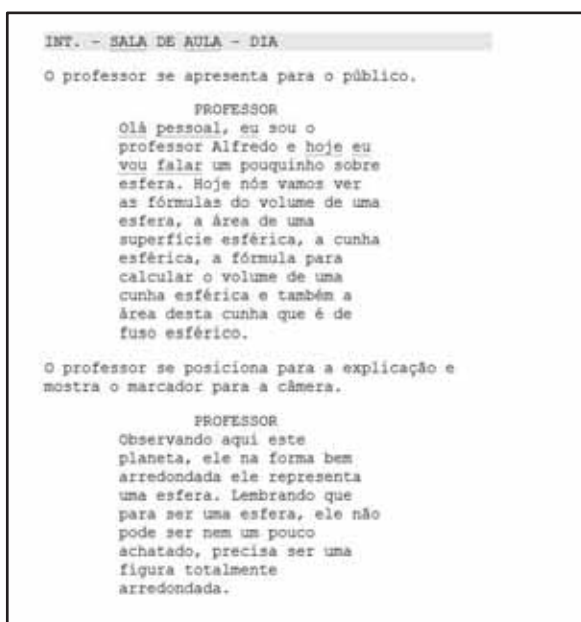 INT. - SALA DE AULA - DIA
O professor se apresenta para o público.
PROFESSOR
Olá pessoal, eu sou o
professor Alfredo e hoje eu
vou falar um pouquinho sobre
esfera. Hoje nós vamos ver
as fórmulas do volume de uma
esfera, a área de uma
superfície esférica, a cunha
esférica, a fórmula para
calcular o volume de uma
cunha esférica e também a
área desta cunha que é de
fuso esférico.
O professor se posiciona para a explicação e
mostra o marcador para a câmera.
PROFESSOR
Observando aqui este
planeta, ele na forma bem
arredondada ele representa
uma esfera. Lembrando que
para ser uma esfera, ele não
pode ser nem um pouco
achatado, precisa ser uma
figura totalmente
arredondada.